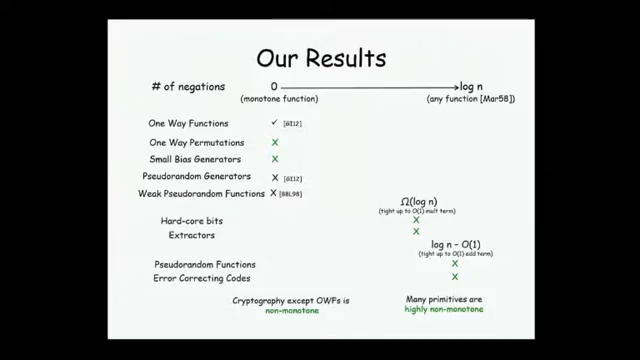 Our Results
# of negations 0 log n
(monotone function) (any function [Mar58])
One Way Functions ✓ [GI12]
One Way Permutations X
Small Bias Generators X
Pseudorandom Generators X [GI12]
Weak Pseudorandom Functions X [BBL98]
Ω(log n)
(tight up to O(1) mult term)
Hard-core bits X
Extractors X
log n – O(1)
(tight up to O(1) add term)
Pseudorandom Functions X
Error Correcting Codes X
Cryptography except OWFs is Many primitives are
non-monotone highly non-monotone